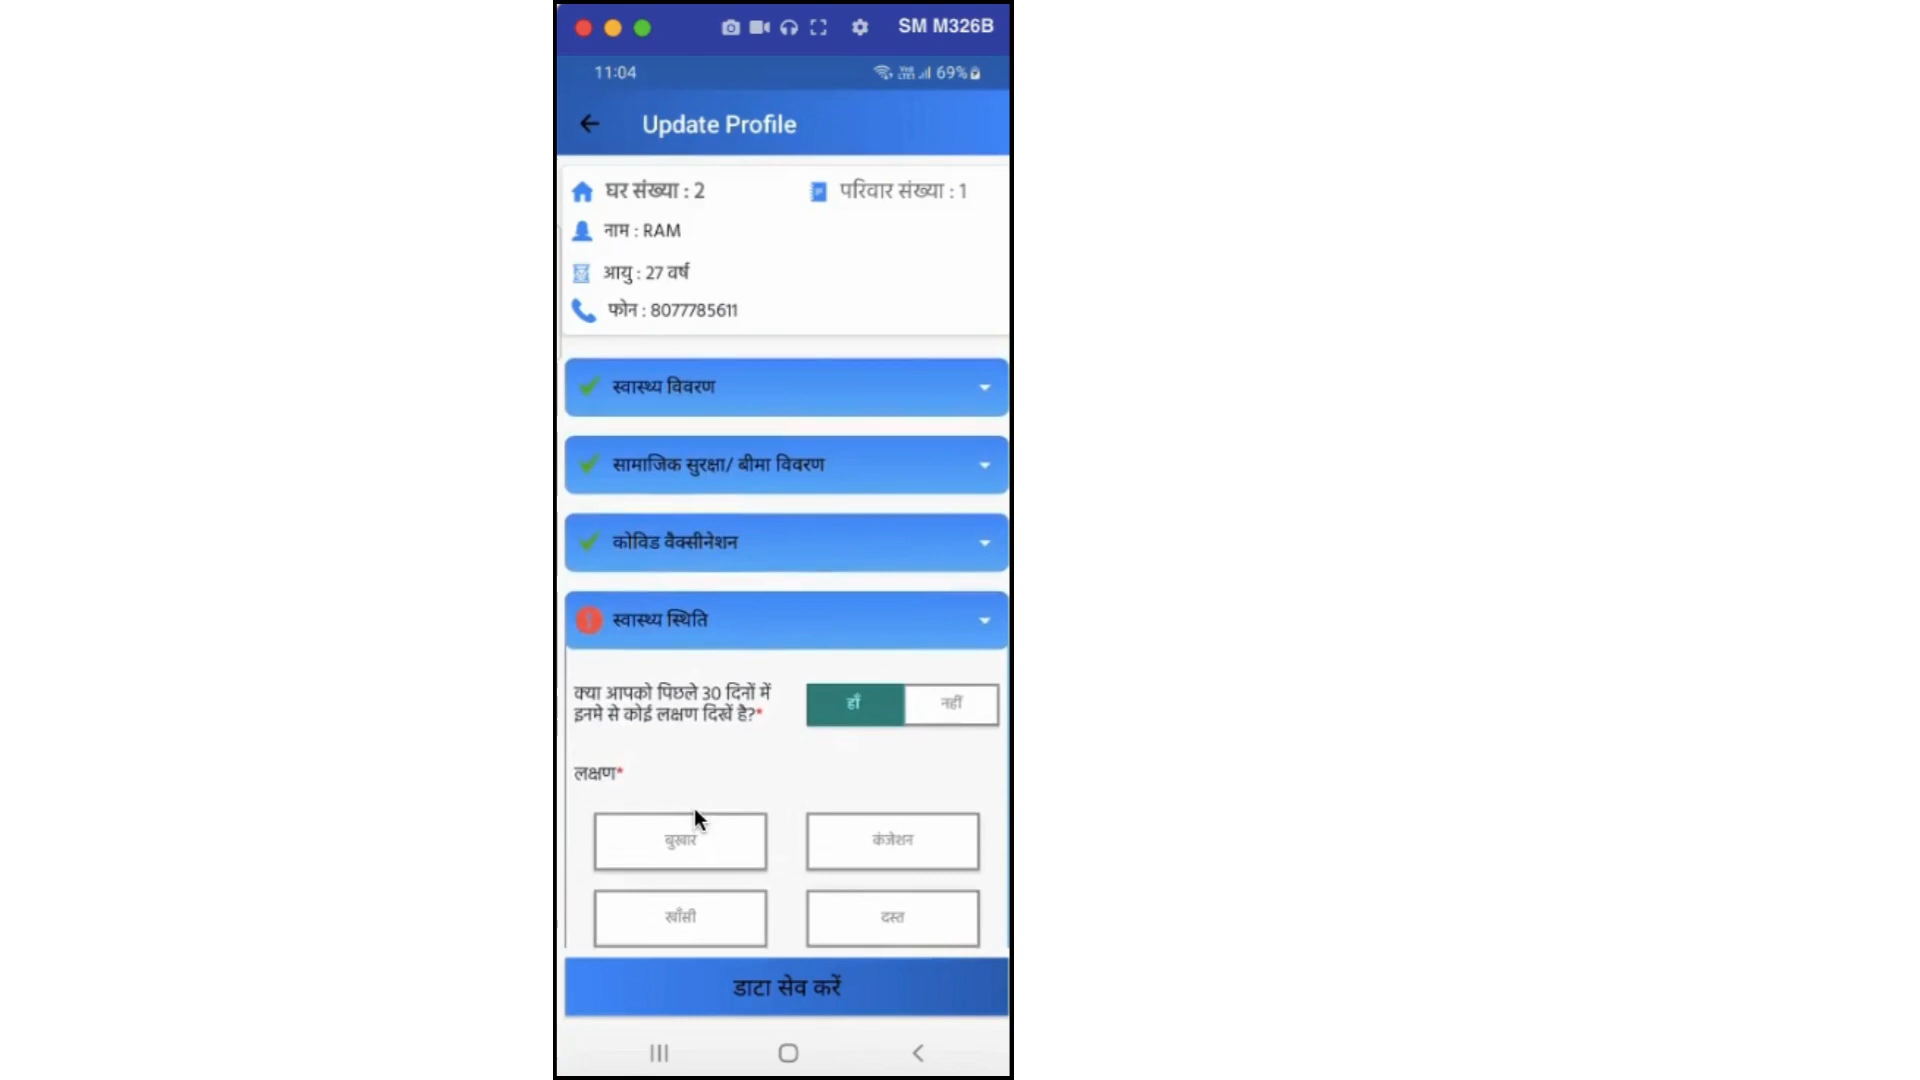 SM M326B
11:04
69%
Update Profile
घर संख्या : 2
परिवार संख्या : 1
नाम : RAM
आयु : 27 वर्ष
फोन : 8077785611
स्वास्थ्य विवरण
सामाजिक सुरक्षा/ बीमा विवरण
कोविड वैक्सीनेशन
स्वास्थ्य स्थिति
क्या आपको पिछले 30 दिनों में
इनमे से कोई लक्षण दिखें है?*
हाँ
नहीं
लक्षण*
बुखार
कंजेशन
खाँसी
दस्त
डाटा सेव करें